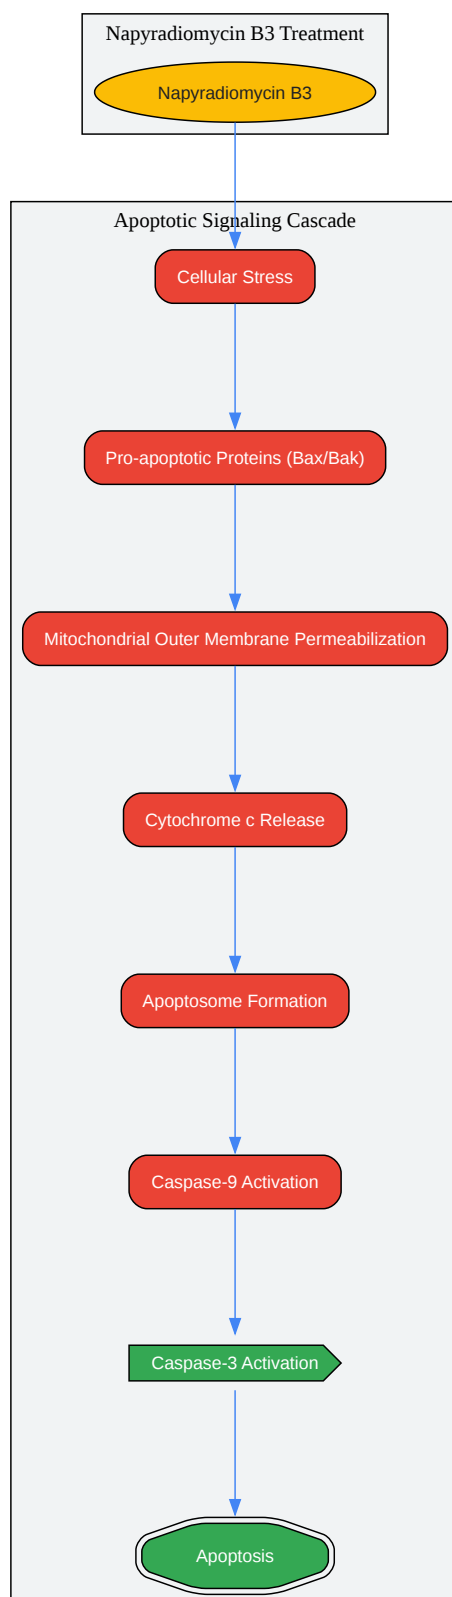 Napyradiomycin B3 Treatment
Napyradiomycin B3
Apoptotic Signaling Cascade
Cellular Stress
Pro-apoptotic Proteins (Bax/Bak)
Mitochondrial Outer Membrane Permeabilization
Cytochrome c Release
Apoptosome Formation
Caspase-9 Activation
Caspase-3 Activation
Apoptosis